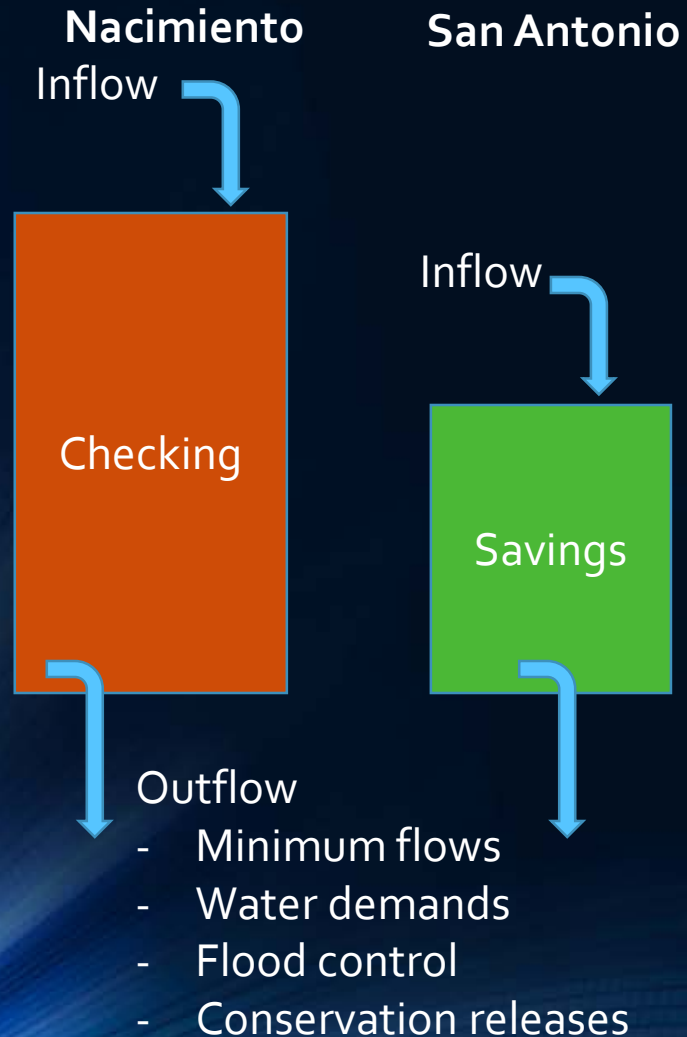 Nacimiento
San Antonio
Inflow
Inflow
Checking
Savings
Outflow
- Minimum flows
- Water demands
- Flood control
- Conservation releases